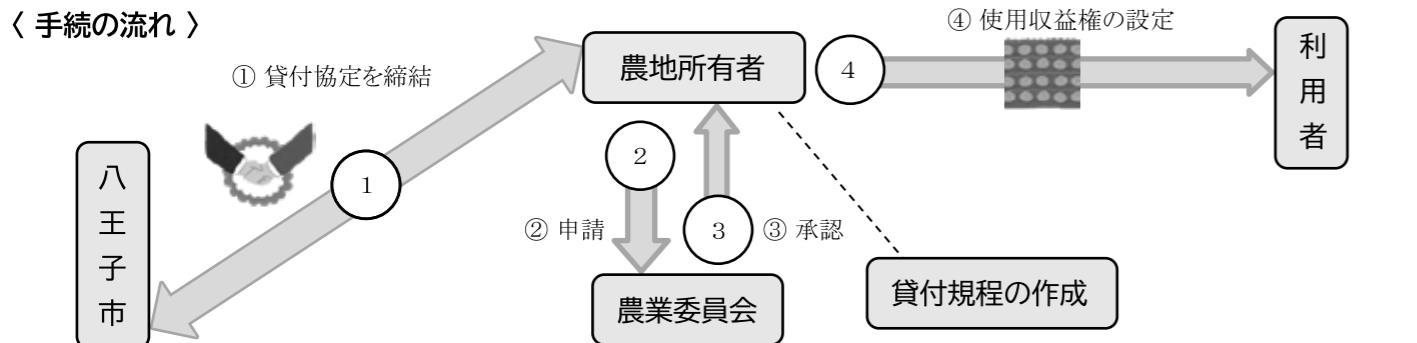 〈 手続の流れ 〉
④ 使用収益権の設定
① 貸付協定を締結
農地所有者
4
利用者
八王子市
1
2
② 申請
3
③ 承認
農業委員会
貸付規程の作成